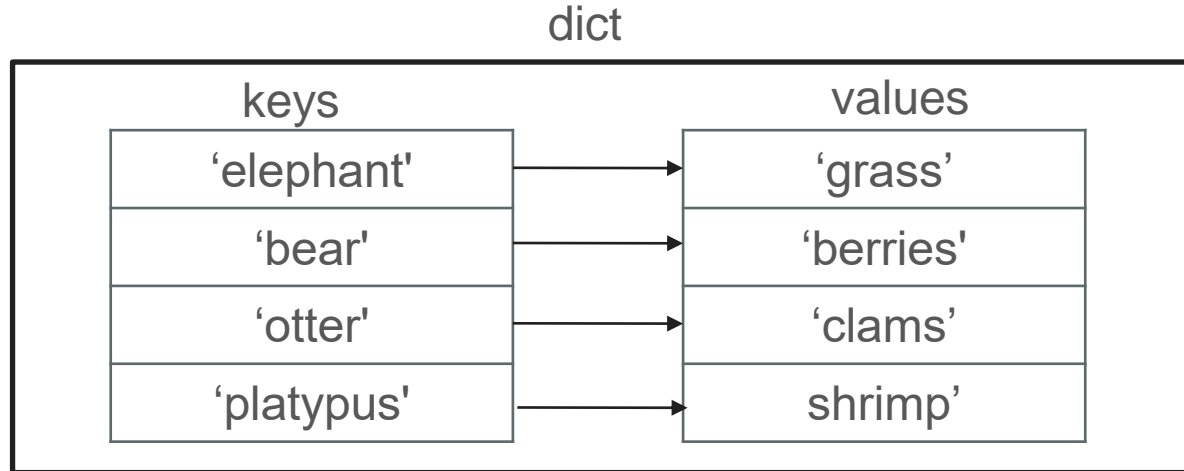 dict
keys values
‘elephant' ‘grass’
‘bear' ‘berries'
‘otter' ‘clams’
‘platypus' shrimp’